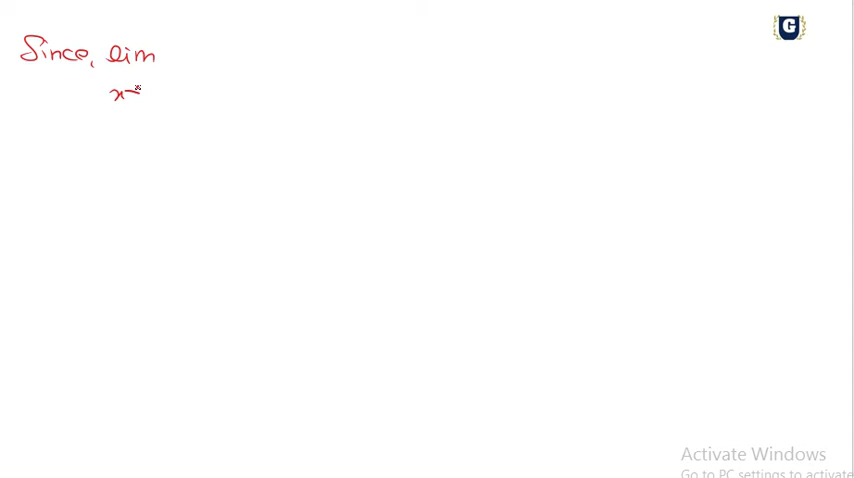 Since, lim
x→
G
Activate Windows
Go to PC settings to activate